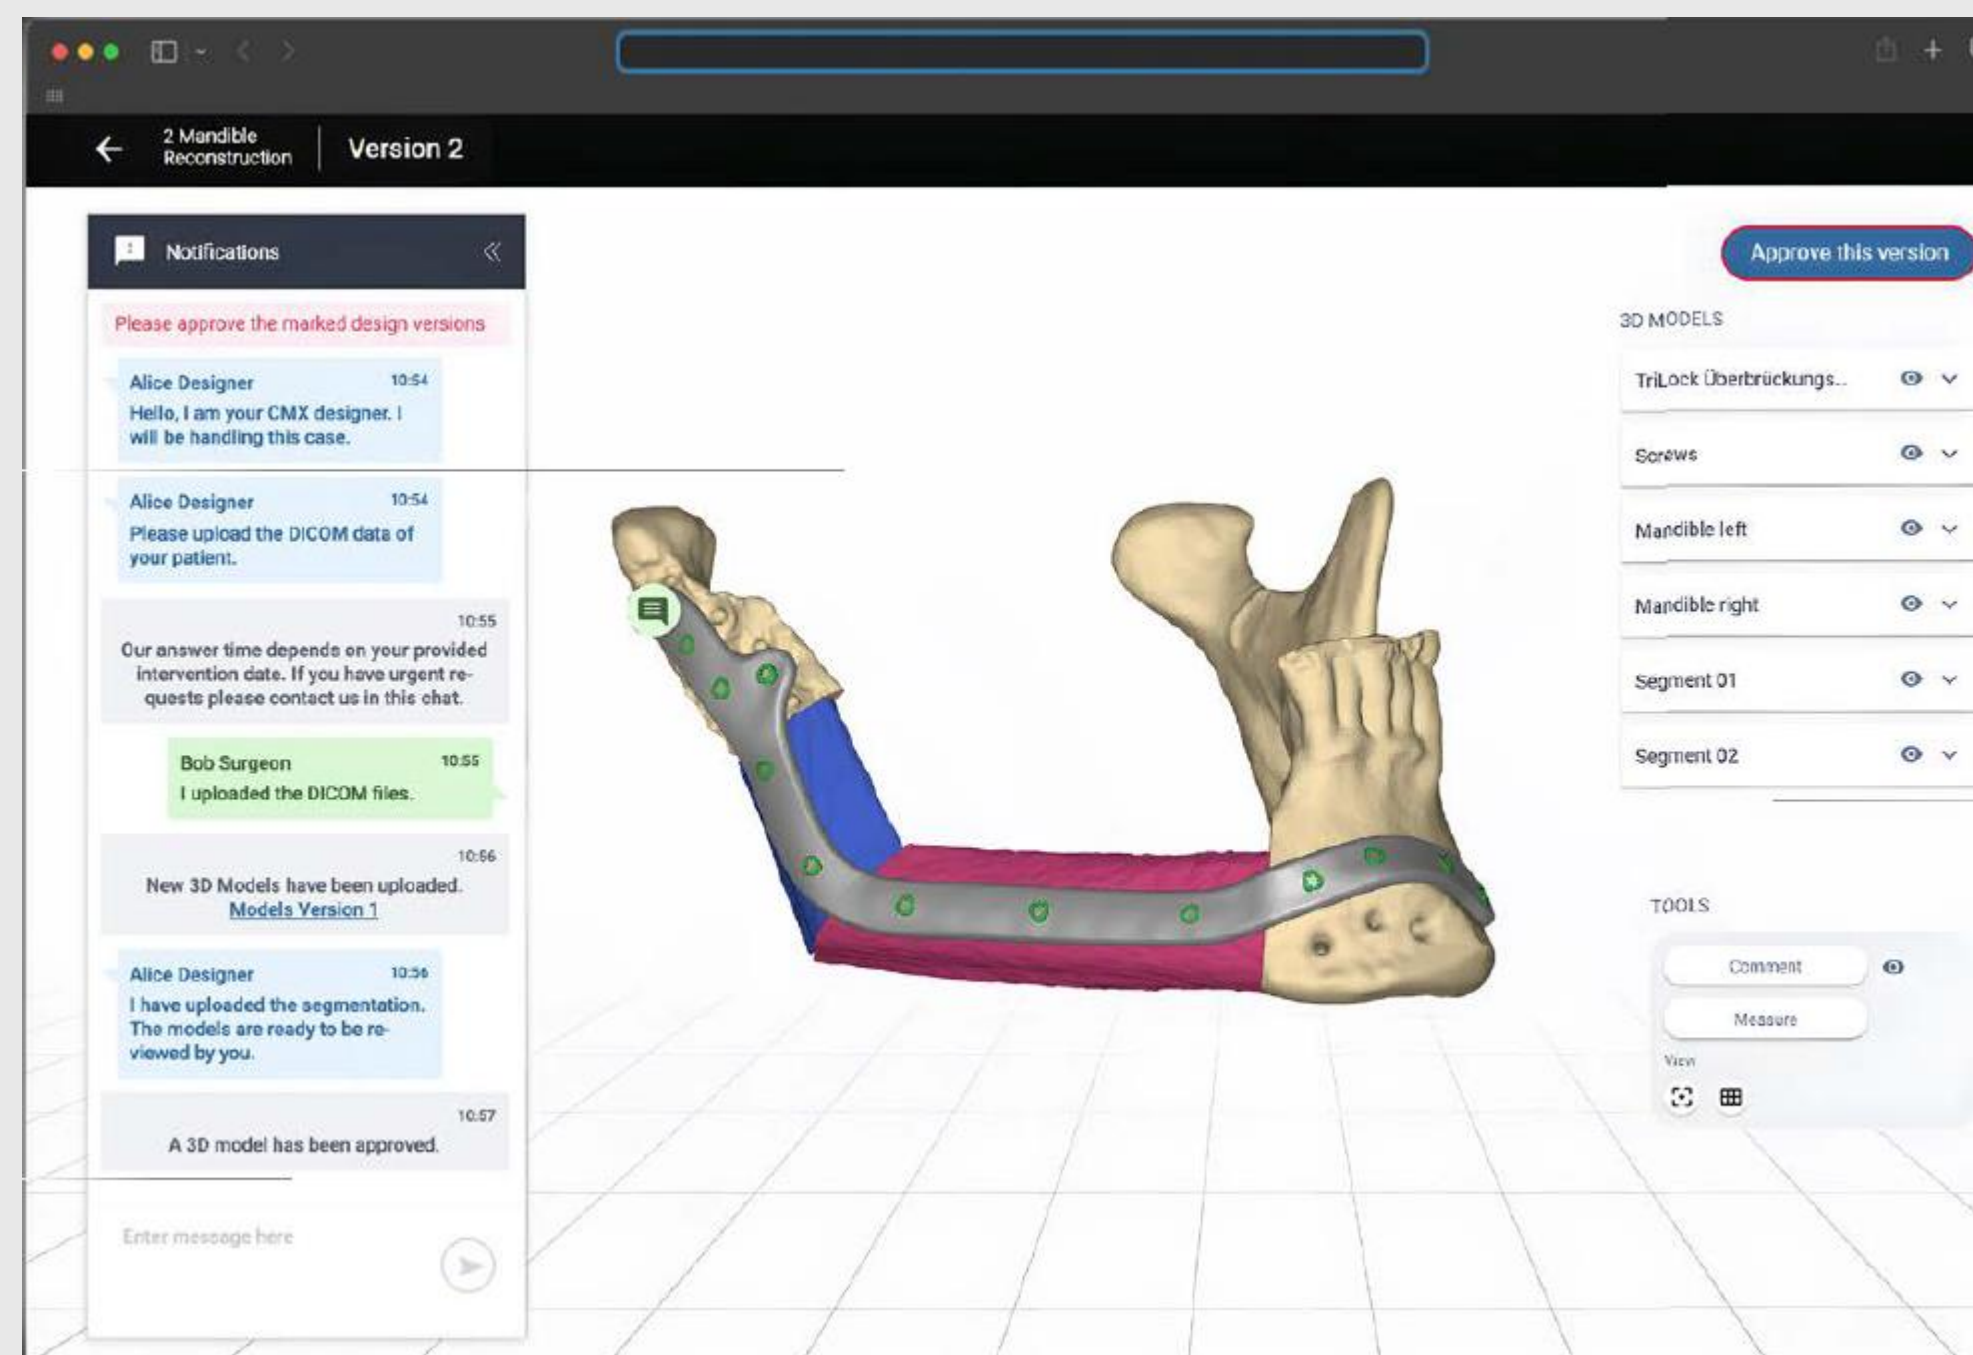 2 Mandible
Reconstruction
Version 2
Notifications
Please approve the marked design versions
Alice Designer 10:54
Hello, I am your CMX designer. I
will be handling this case.
Alice Designer 10:54
Please upload the DICOM data of
your patient.
10:55
Our answer time depends on your provided
intervention date. If you have urgent re-
quests please contact us in this chat.
Bob Surgeon 10:55
I uploaded the DICOM files.
10:56
New 3D Models have been uploaded.
Models Version 1
Alice Designer 10:56
I have uploaded the segmentation.
The models are ready to be re-
viewed by you.
10:57
A 3D model has been approved.
Enter message here
Approve this version
3D MODELS
TriLock Überbrückungs...
Screws
Mandible left
Mandible right
Segment 01
Segment 02
TOOLS
Comment
Measure
View